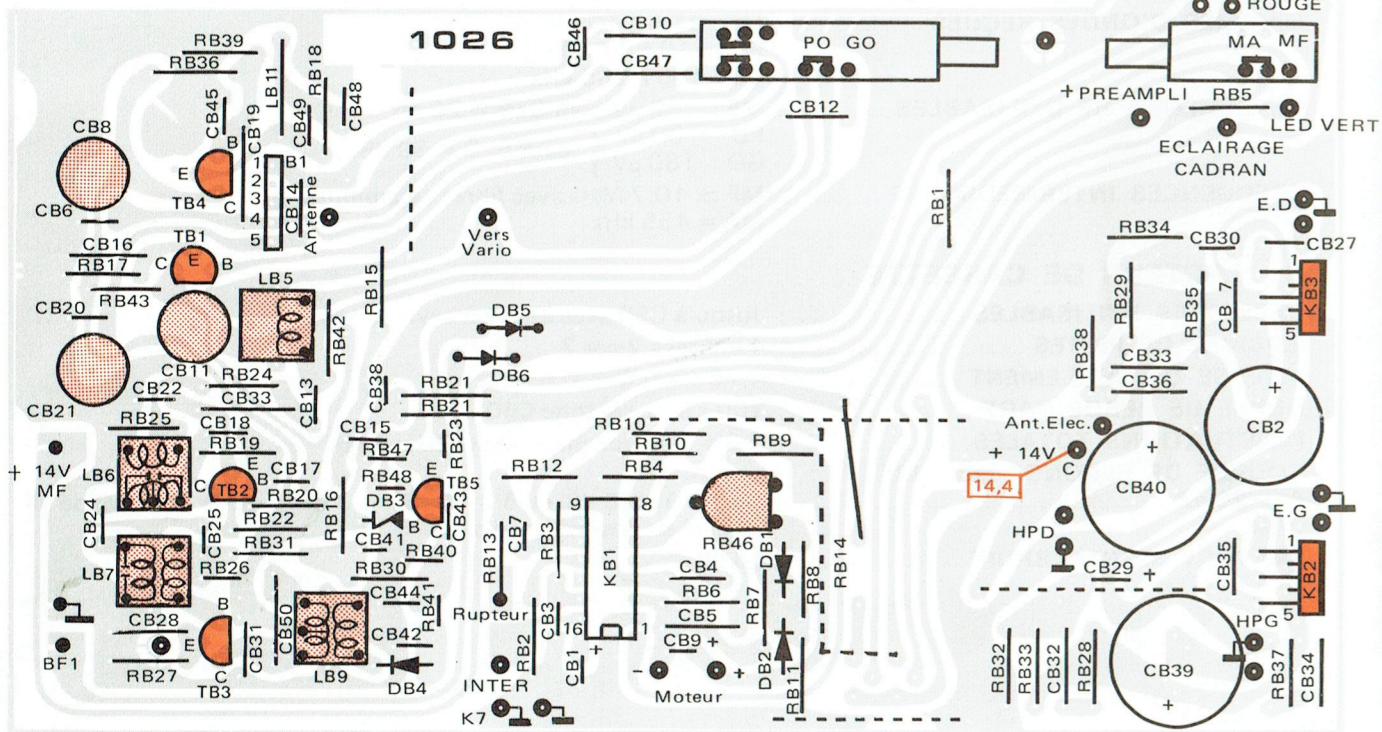 ROUGE
1026
CB46
CB10
CB47
PO GO
MA MF
RB39
RB36
LB11
RB18
CB48
CB45
CB19
CB49
CB12
+PREAMPLI
RB5
LED VERT
ECLAIRAGE
CADRAN
CB8
B
E
TB4
C
1
2
3
4
5
B1
CB14
Antenne
CB6
Vers
Vario
RB1
E.D
RB34
CB30
CB27
TB1
CB16
RB17
C
E
B
RB43
LB5
RB15
1
KB3
5
RB29
RB35
CB 7
CB20
RB42
DB5
DB6
RB38
CB11
CB33
CB36
CB21
CB22
RB24
CB33
CB13
CB38
RB21
RB21
+
CB2
RB25
CB18
RB19
CB15
RB47
RB23
RB10
RB10
RB9
Ant.Elec.
+ 14V
C
14,4
+
CB40
+ 14V
MF
LB6
C
E
B
TB2
CB17
RB20
RB48
DB3
E
TB5
B
C
CB43
RB12
RB4
CB24
CB25
RB22
RB31
RB16
CB41
RB40
RB13
CB7
RB3
9
8
KB1
16
1
RB46
DB1
RB8
RB14
HPD
CB29
+
E.G
CB35
1
KB2
5
LB7
RB26
RB30
CB44
RB41
Rupteur
CB3
CB4
RB6
CB5
CB9
RB7
CB28
B
E
C
TB3
CB31
CB50
LB9
CB42
DB4
BF1
RB27
RB2
INTER
K7
CB1
+
-
+
Moteur
DB2
RB11
RB32
RB33
CB32
RB28
CB39
+
HPG
RB37
CB34